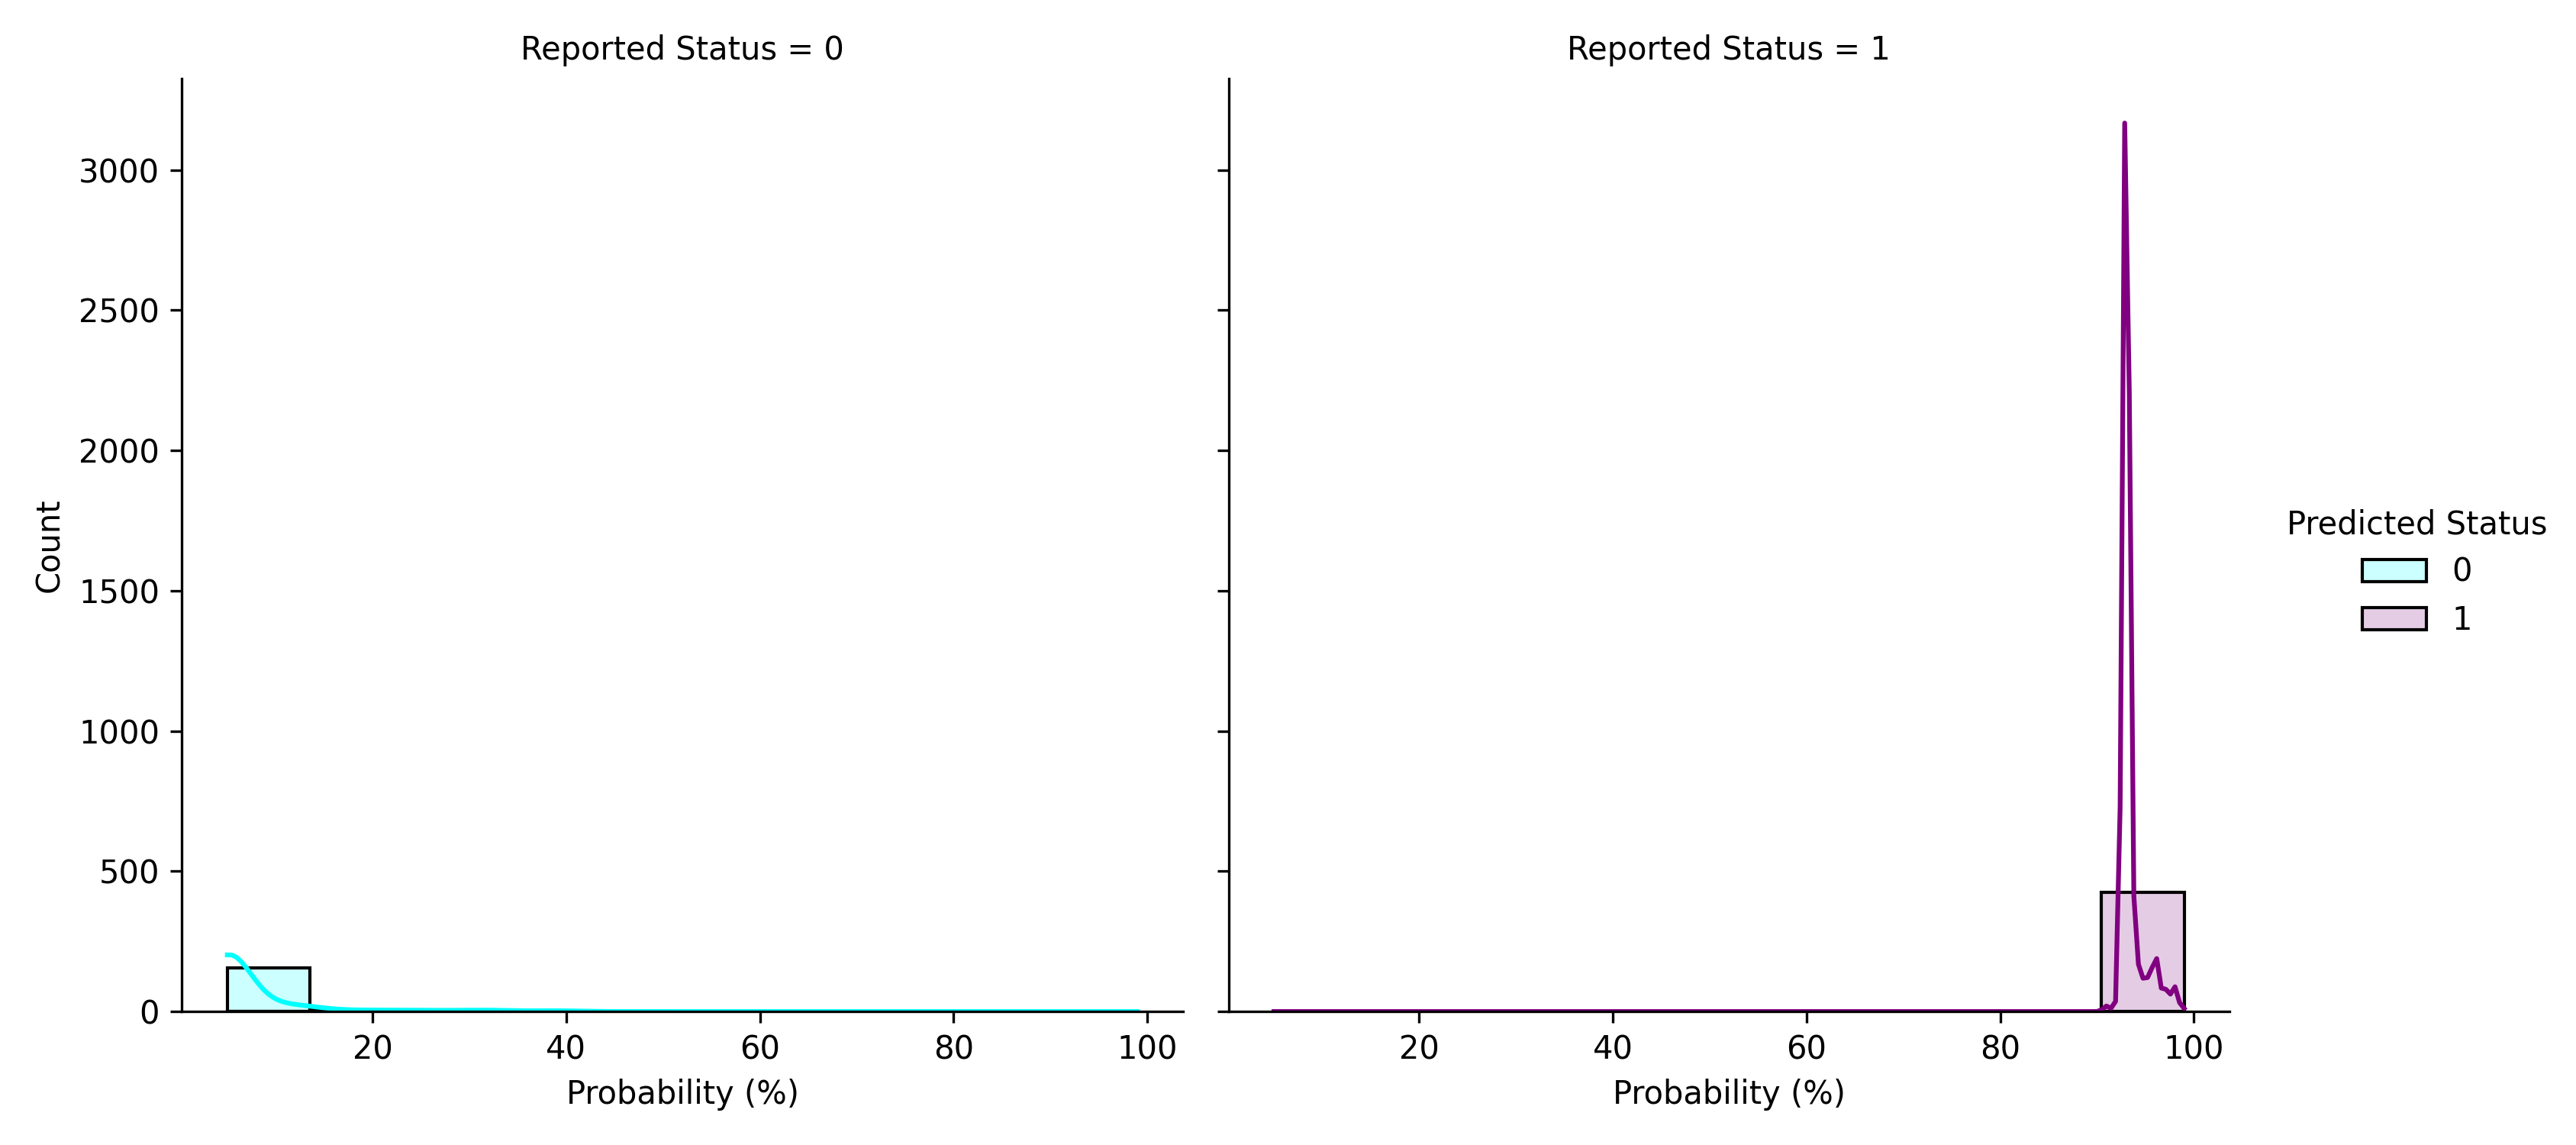 Reported Status = 0
Reported Status = 1
Count
3000
2500
2000
1500
1000
500
0
20 40 60 80 100
20 40 60 80 100
Probability (%)
Probability (%)
Predicted Status
0
1